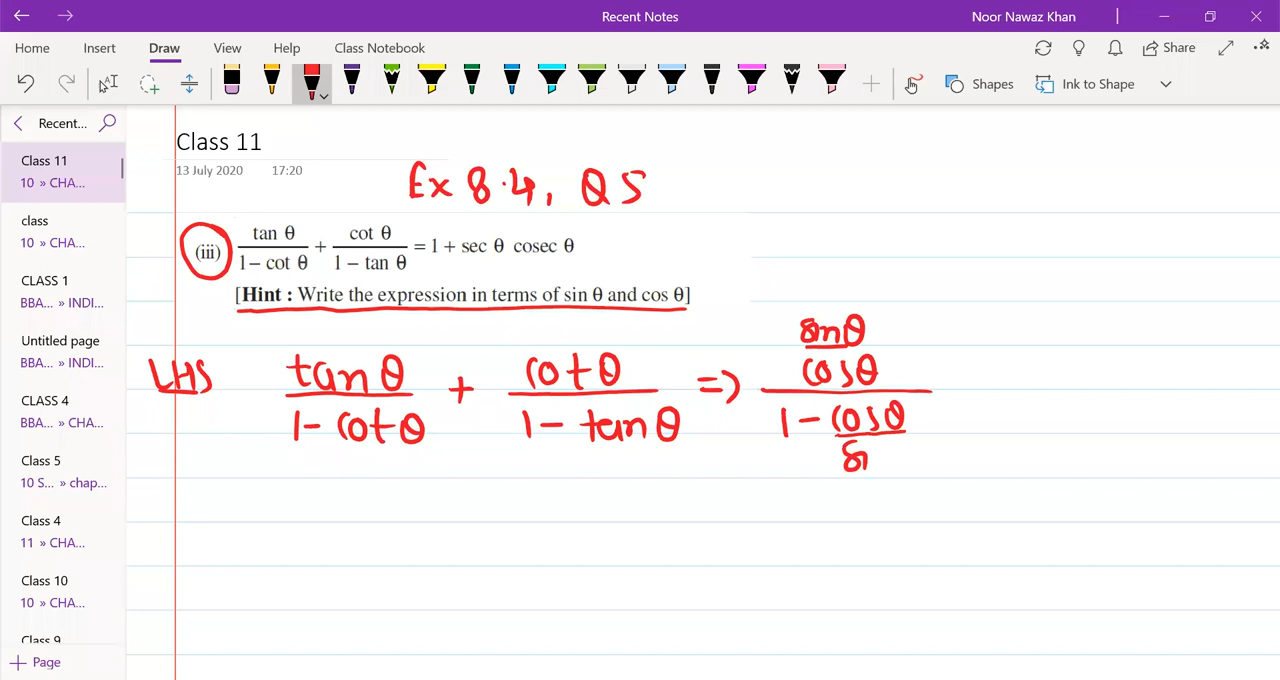 Recent Notes
Noor Nawaz Khan
Home Insert Draw View Help Class Notebook
Share
Shapes
Ink to Shape
Recent...
Class 11
10 » CHA...
class
10 » CHA...
CLASS 1
BBA... » INDI...
Untitled page
BBA... » INDI...
CLASS 4
BBA... » CHA...
Class 5
10 S... » chap...
Class 4
11 » CHA...
Class 10
10 » CHA...
Class 9
+ Page
Class 11
13 July 2020 17:20
Ex 8.4, Q5
(iii) tan θ / 1 – cot θ + cot θ / 1 – tan θ = 1 + sec θ cosec θ
[Hint : Write the expression in terms of sin θ and cos θ]
LHS tanθ / 1 - cotθ + cotθ / 1 - tanθ => sinθ / cosθ / 1 - cosθ / si